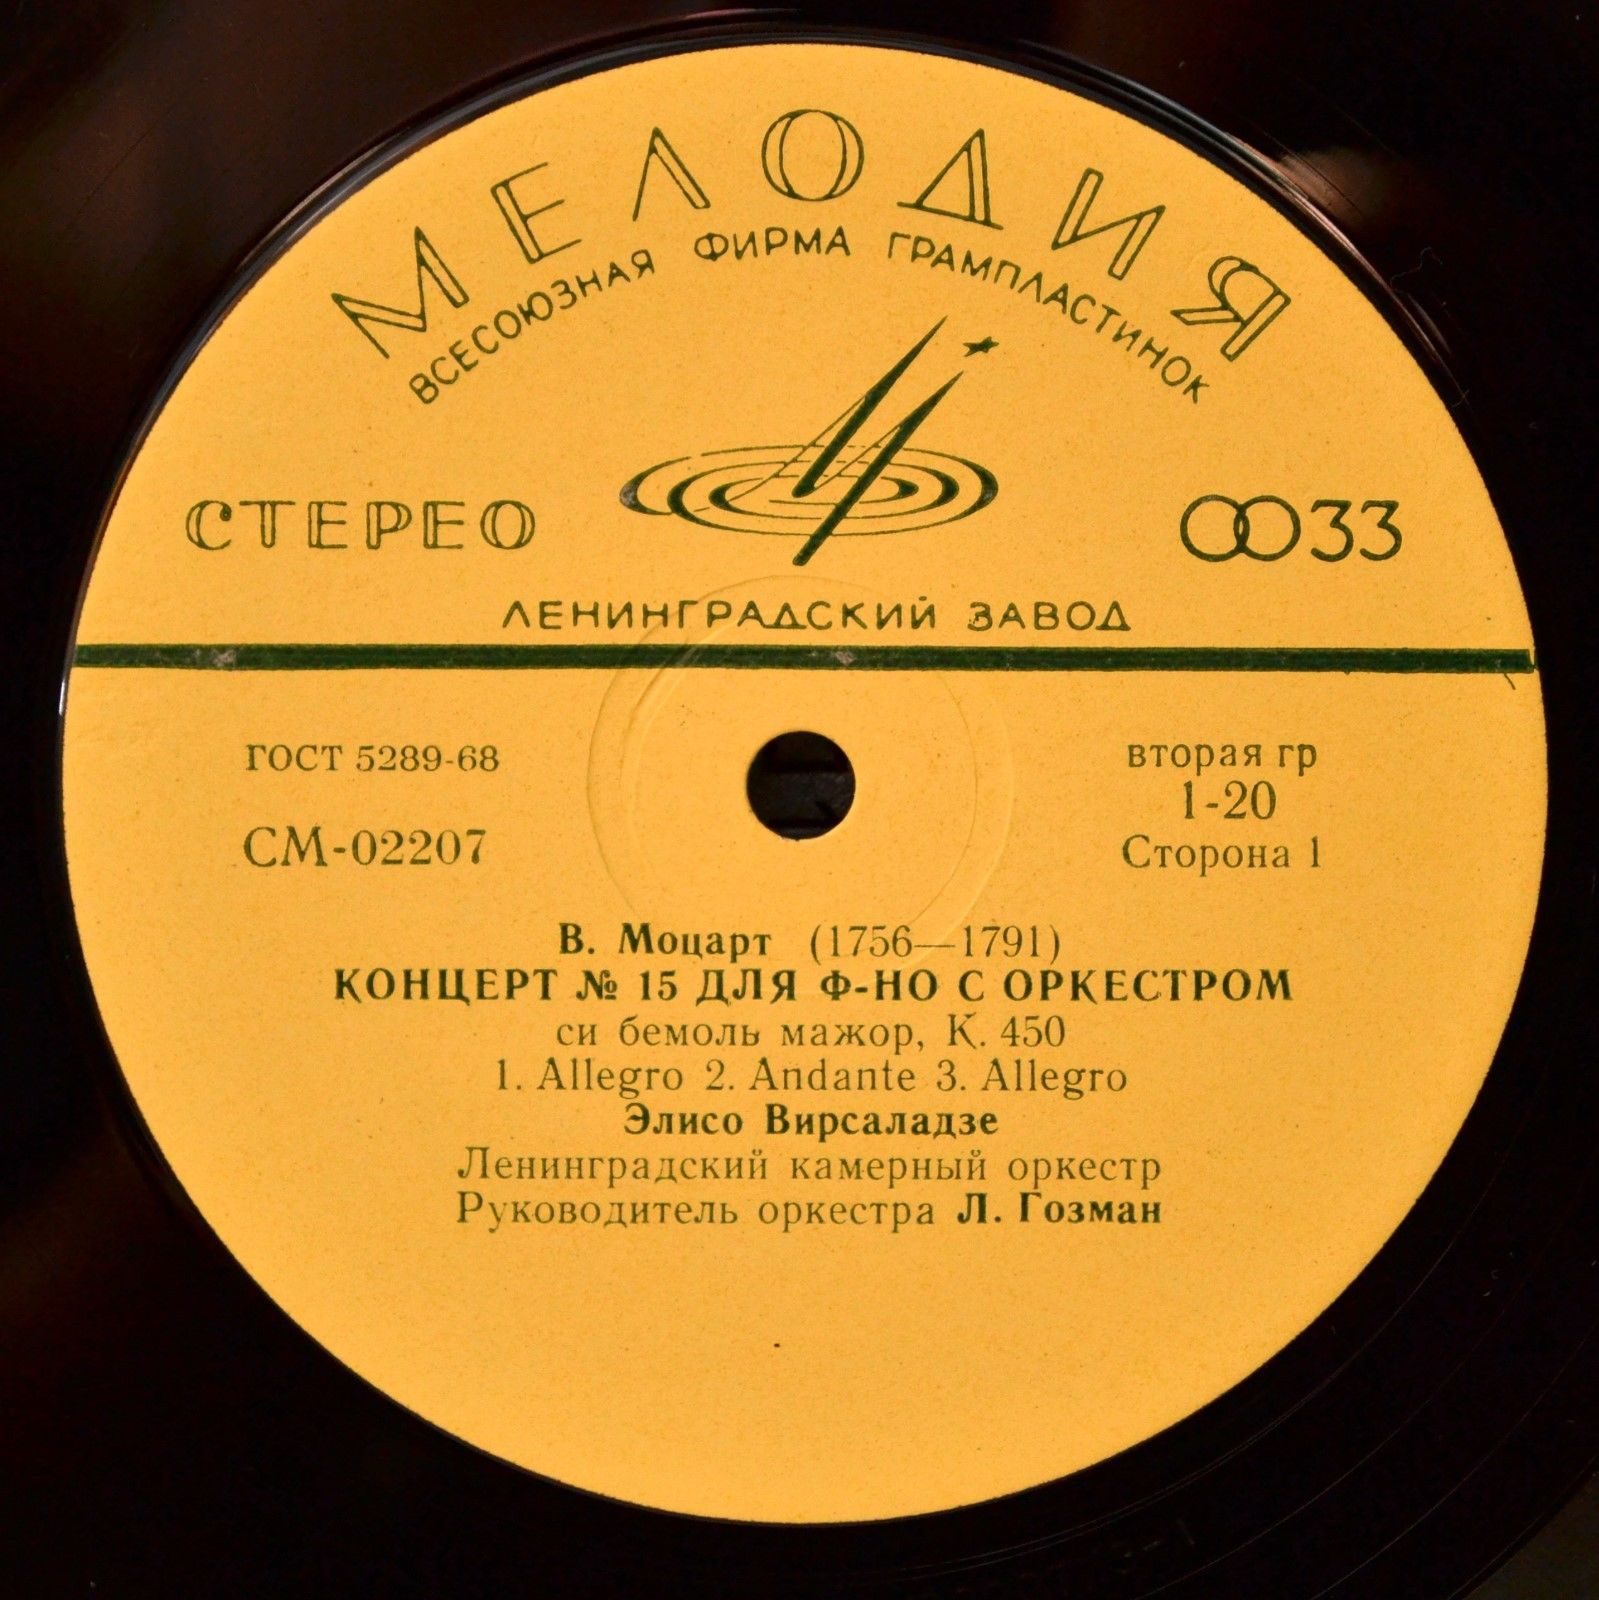 МЕЛОДИЯ
ВСЕСОЮЗНАЯ ФИРМА ГРАМПЛАСТИНОК
СТЕРЕО
33
ЛЕНИНГРАДСКИЙ ЗАВОД
ГОСТ 5289-68
СМ-02207
вторая гр
1-20
Сторона 1
В. Моцарт (1756—1791)
КОНЦЕРТ № 15 ДЛЯ Ф-НО С ОРКЕСТРОМ
си бемоль мажор, К. 450
1. Allegro 2. Andante 3. Allegro
Элисо Вирсаладзе
Ленинградский камерный оркестр
Руководитель оркестра Л. Гозман